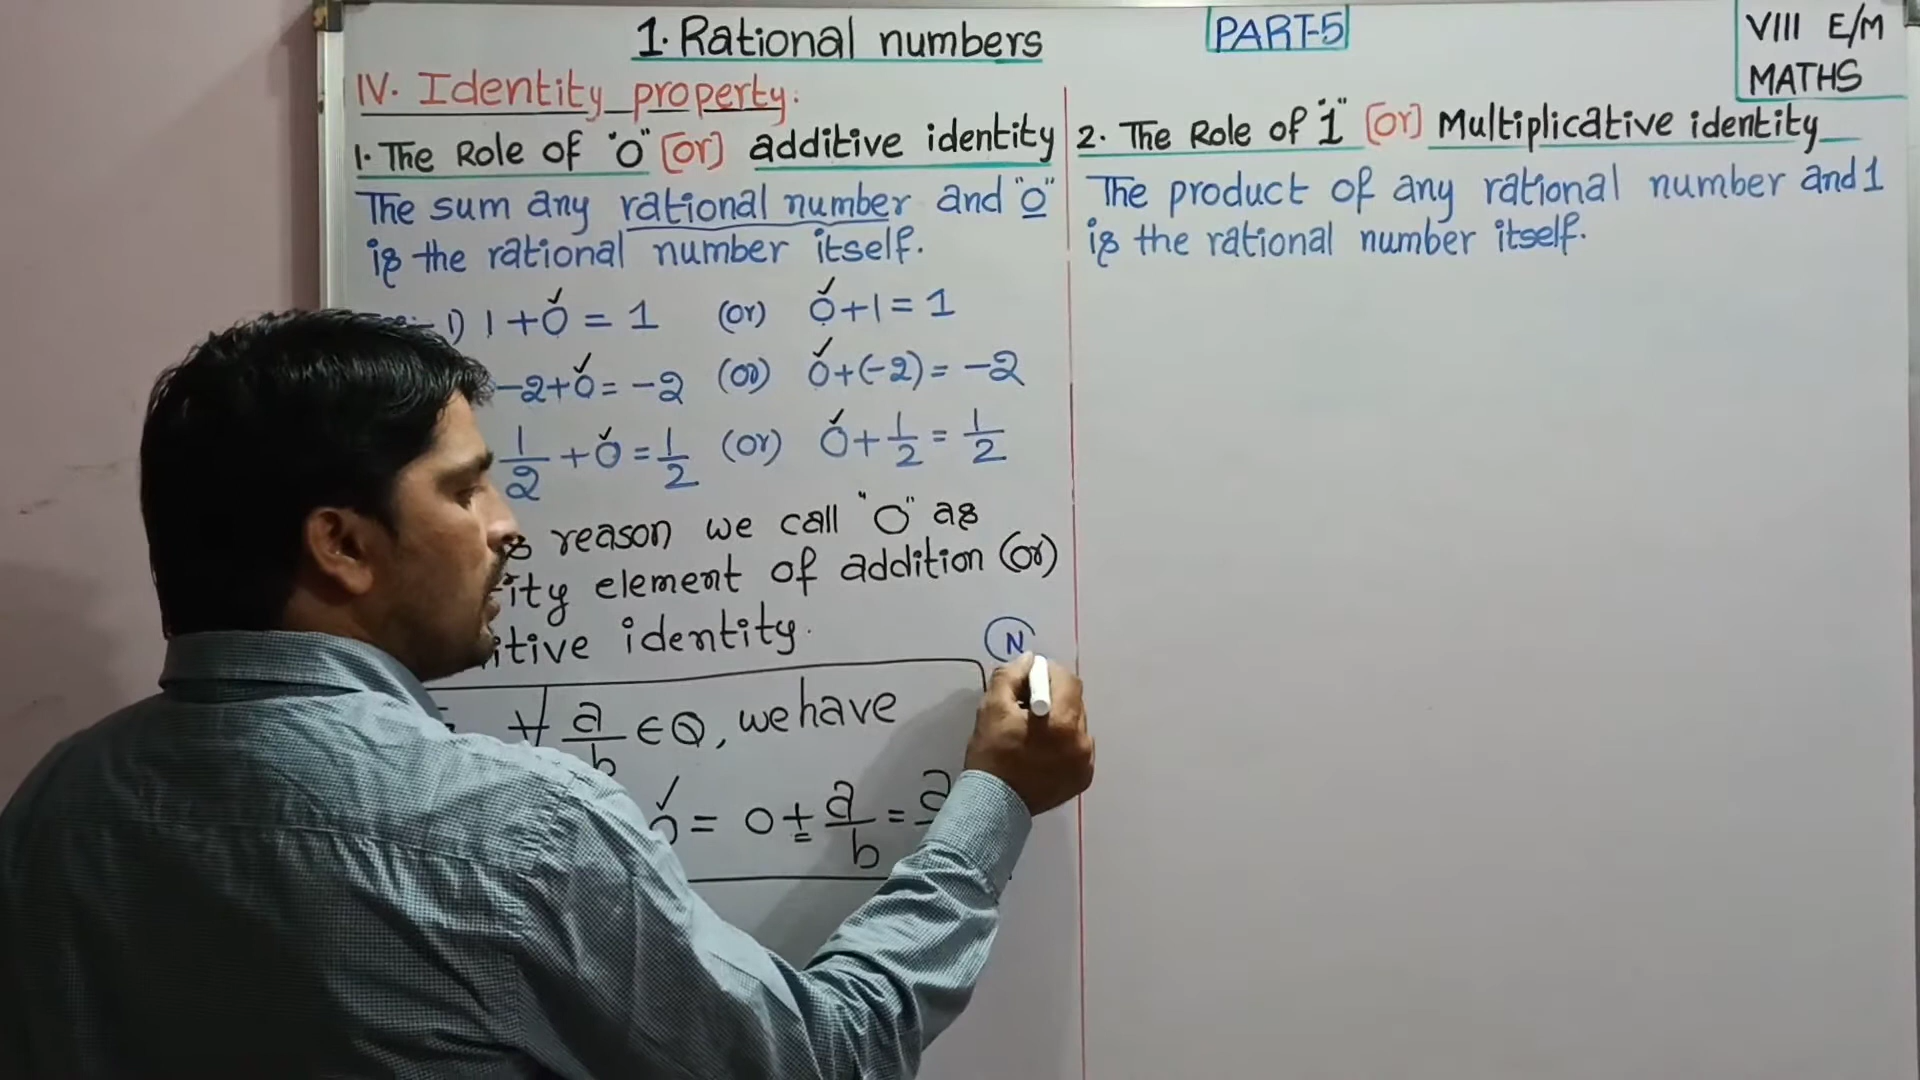 1. Rational numbers
PART-5
VIII E/M
MATHS
IV. Identity property:
1. The Role of "0" [or] additive identity
The sum any rational number and "0"
is the rational number itself.
1) 1 + 0 = 1 (or) 0 + 1 = 1
-2 + 0 = -2 (or) 0 + (-2) = -2
1/2 + 0 = 1/2 (or) 0 + 1/2 = 1/2
reason we call "0" as
element of addition (or)
identity.
N
∀ a/b ∈ Q, we have
0 = 0 ± a/b = a
2. The Role of "1" [or] Multiplicative identity
The product of any rational number and 1
is the rational number itself.